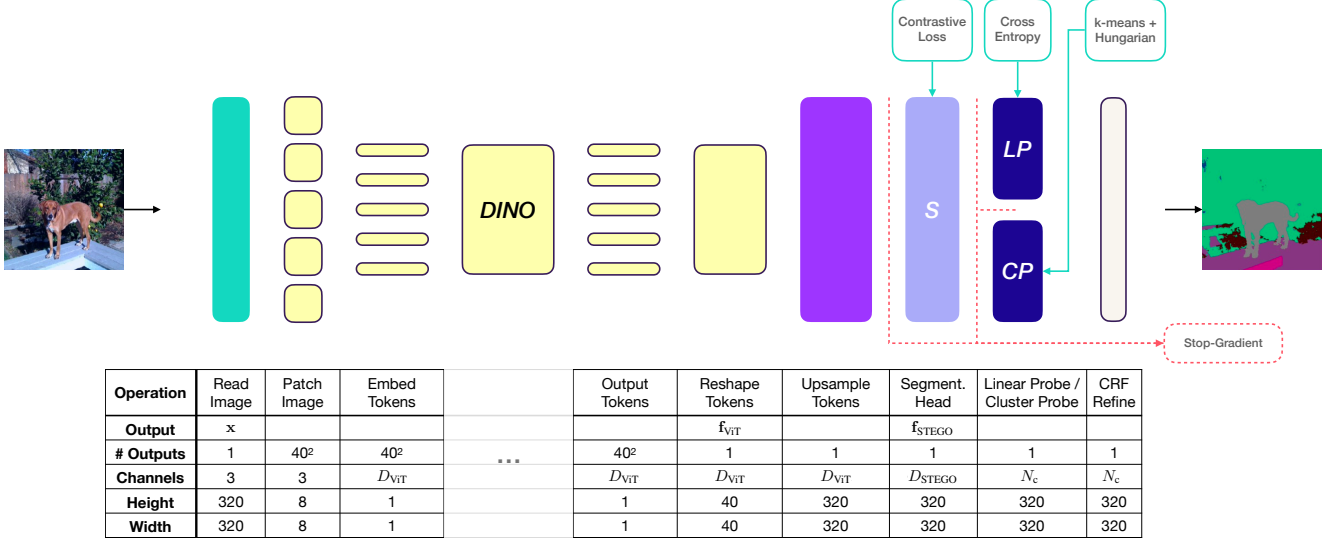 Contrastive
Loss
Cross
Entropy
k-means +
Hungarian
DINO
S
LP
CP
Stop-Gradient
Operation Read Image Patch Image Embed Tokens Output Tokens Reshape Tokens Upsample Tokens Segment. Head Linear Probe / Cluster Probe CRF Refine
Output x f_ViT f_STEGO
# Outputs 1 40² 40² ... 40² 1 1 1 1 1
Channels 3 3 D_ViT D_ViT D_ViT D_ViT D_STEGO N_c N_c
Height 320 8 1 1 40 320 320 320 320
Width 320 8 1 1 40 320 320 320 320